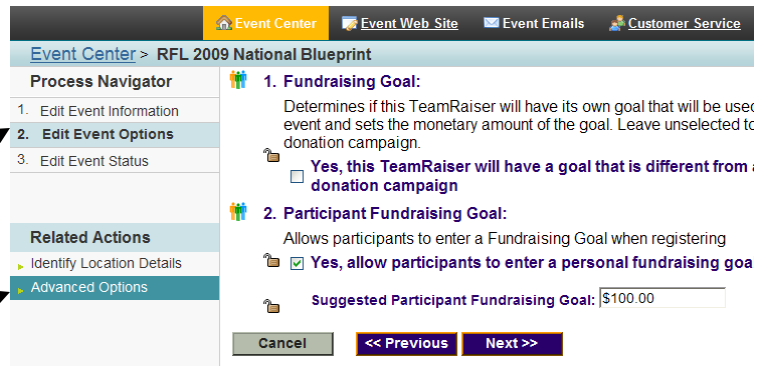 Event Center Event Web Site Event Emails Customer Service
Event Center > RFL 2009 National Blueprint
Process Navigator
1. Edit Event Information
2. Edit Event Options
3. Edit Event Status
Related Actions
Identify Location Details
Advanced Options
1. Fundraising Goal:
Determines if this TeamRaiser will have its own goal that will be used
event and sets the monetary amount of the goal. Leave unselected to
donation campaign.
Yes, this TeamRaiser will have a goal that is different from
donation campaign
2. Participant Fundraising Goal:
Allows participants to enter a Fundraising Goal when registering
Yes, allow participants to enter a personal fundraising goa
Suggested Participant Fundraising Goal: $100.00
Cancel << Previous Next >>